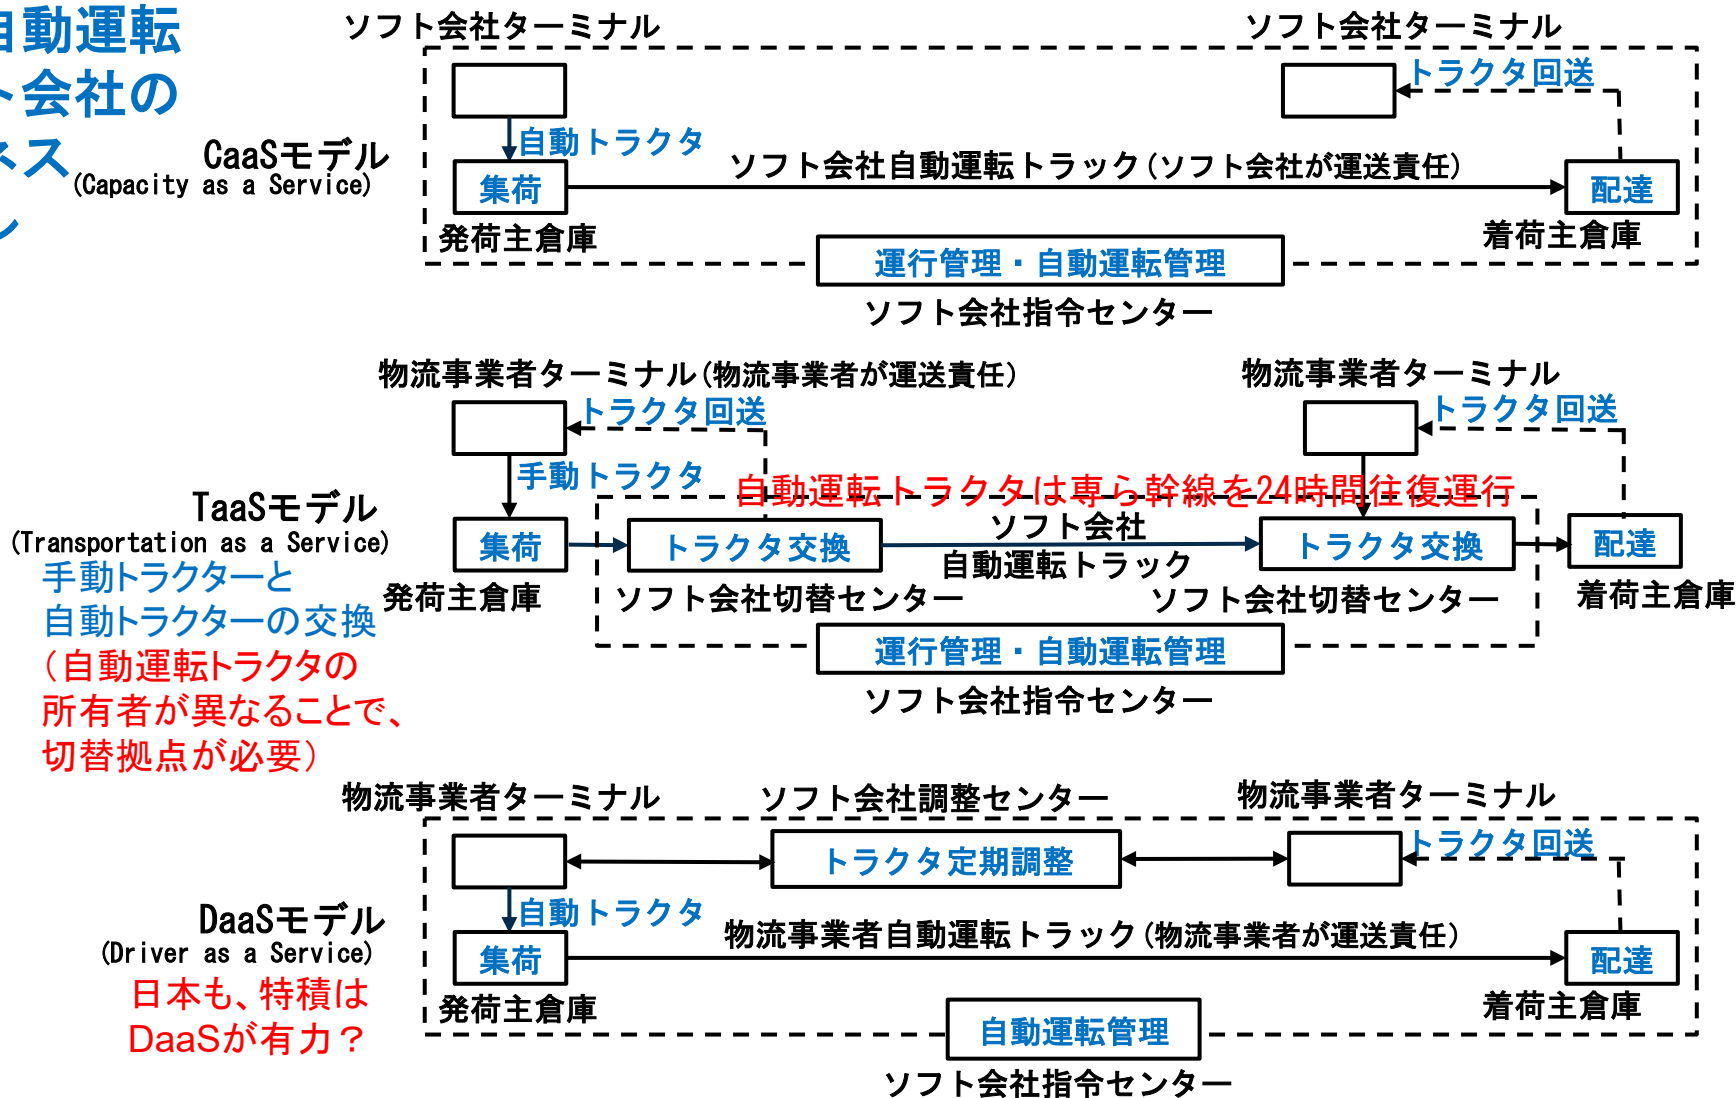 自動運転
ト会社の
ネス
ン
ソフト会社ターミナル
ソフト会社ターミナル
トラクタ回送
自動トラクタ
CaaSモデル
(Capacity as a Service)
ソフト会社自動運転トラック(ソフト会社が運送責任)
集荷
配達
発荷主倉庫
着荷主倉庫
運行管理・自動運転管理
ソフト会社指令センター
物流事業者ターミナル(物流事業者が運送責任)
物流事業者ターミナル
トラクタ回送
トラクタ回送
手動トラクタ
自動運転トラクタは専ら幹線を24時間往復運行
TaaSモデル
(Transportation as a Service)
集荷
トラクタ交換
ソフト会社
自動運転トラック
トラクタ交換
配達
手動トラクターと
自動トラクターの交換
(自動運転トラクタの
所有者が異なることで、
切替拠点が必要)
発荷主倉庫
ソフト会社切替センター
ソフト会社切替センター
着荷主倉庫
運行管理・自動運転管理
ソフト会社指令センター
物流事業者ターミナル
ソフト会社調整センター
物流事業者ターミナル
トラクタ定期調整
トラクタ回送
自動トラクタ
DaaSモデル
(Driver as a Service)
物流事業者自動運転トラック(物流事業者が運送責任)
集荷
配達
日本も、特積は
DaaSが有力？
発荷主倉庫
着荷主倉庫
自動運転管理
ソフト会社指令センター